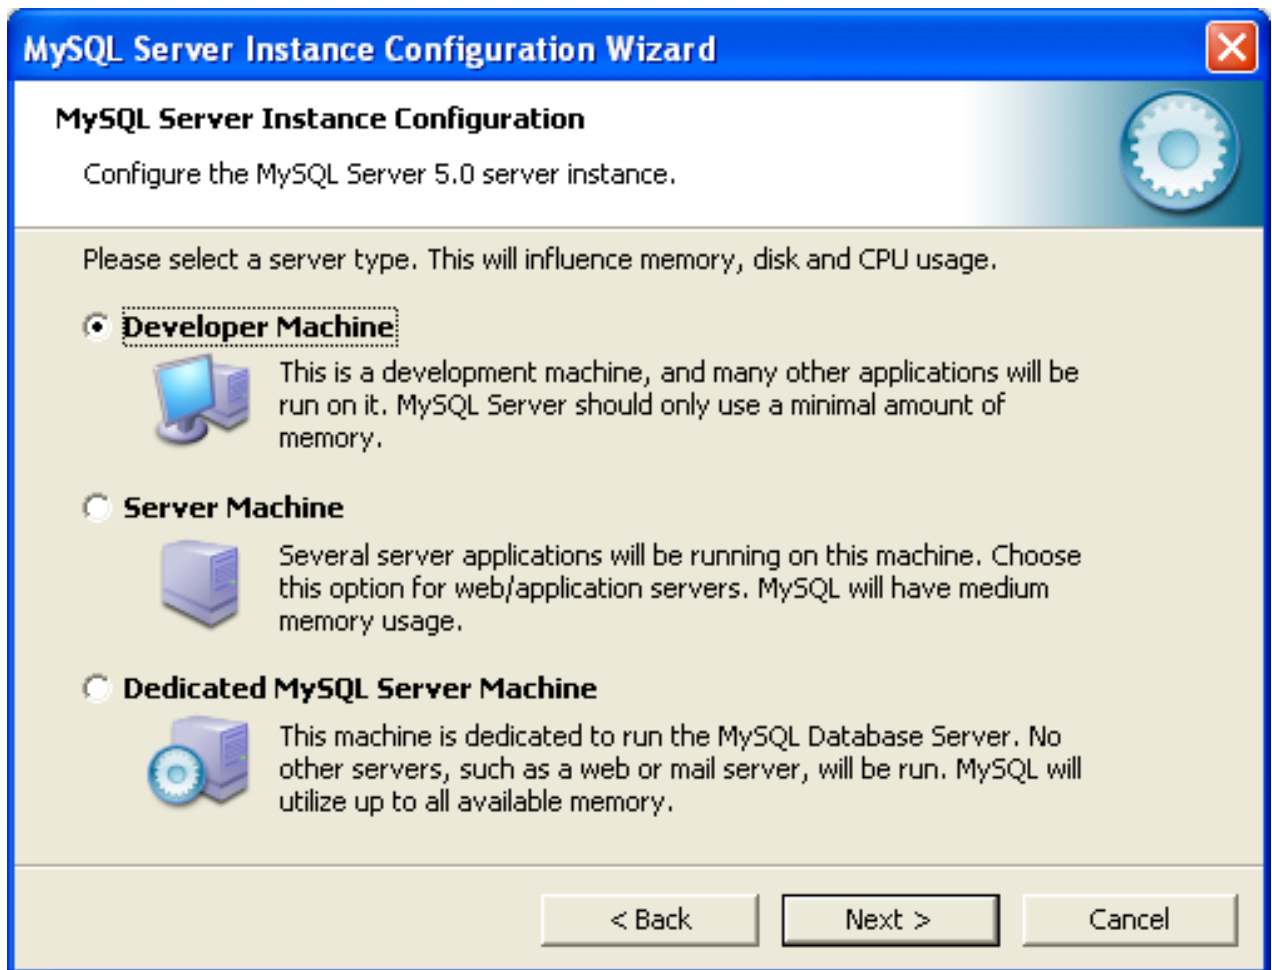 MySQL Server Instance Configuration Wizard
MySQL Server Instance Configuration
Configure the MySQL Server 5.0 server instance.
Please select a server type. This will influence memory, disk and CPU usage.
Developer Machine
This is a development machine, and many other applications will be
run on it. MySQL Server should only use a minimal amount of
memory.
Server Machine
Several server applications will be running on this machine. Choose
this option for web/application servers. MySQL will have medium
memory usage.
Dedicated MySQL Server Machine
This machine is dedicated to run the MySQL Database Server. No
other servers, such as a web or mail server, will be run. MySQL will
utilize up to all available memory.
< Back
Next >
Cancel